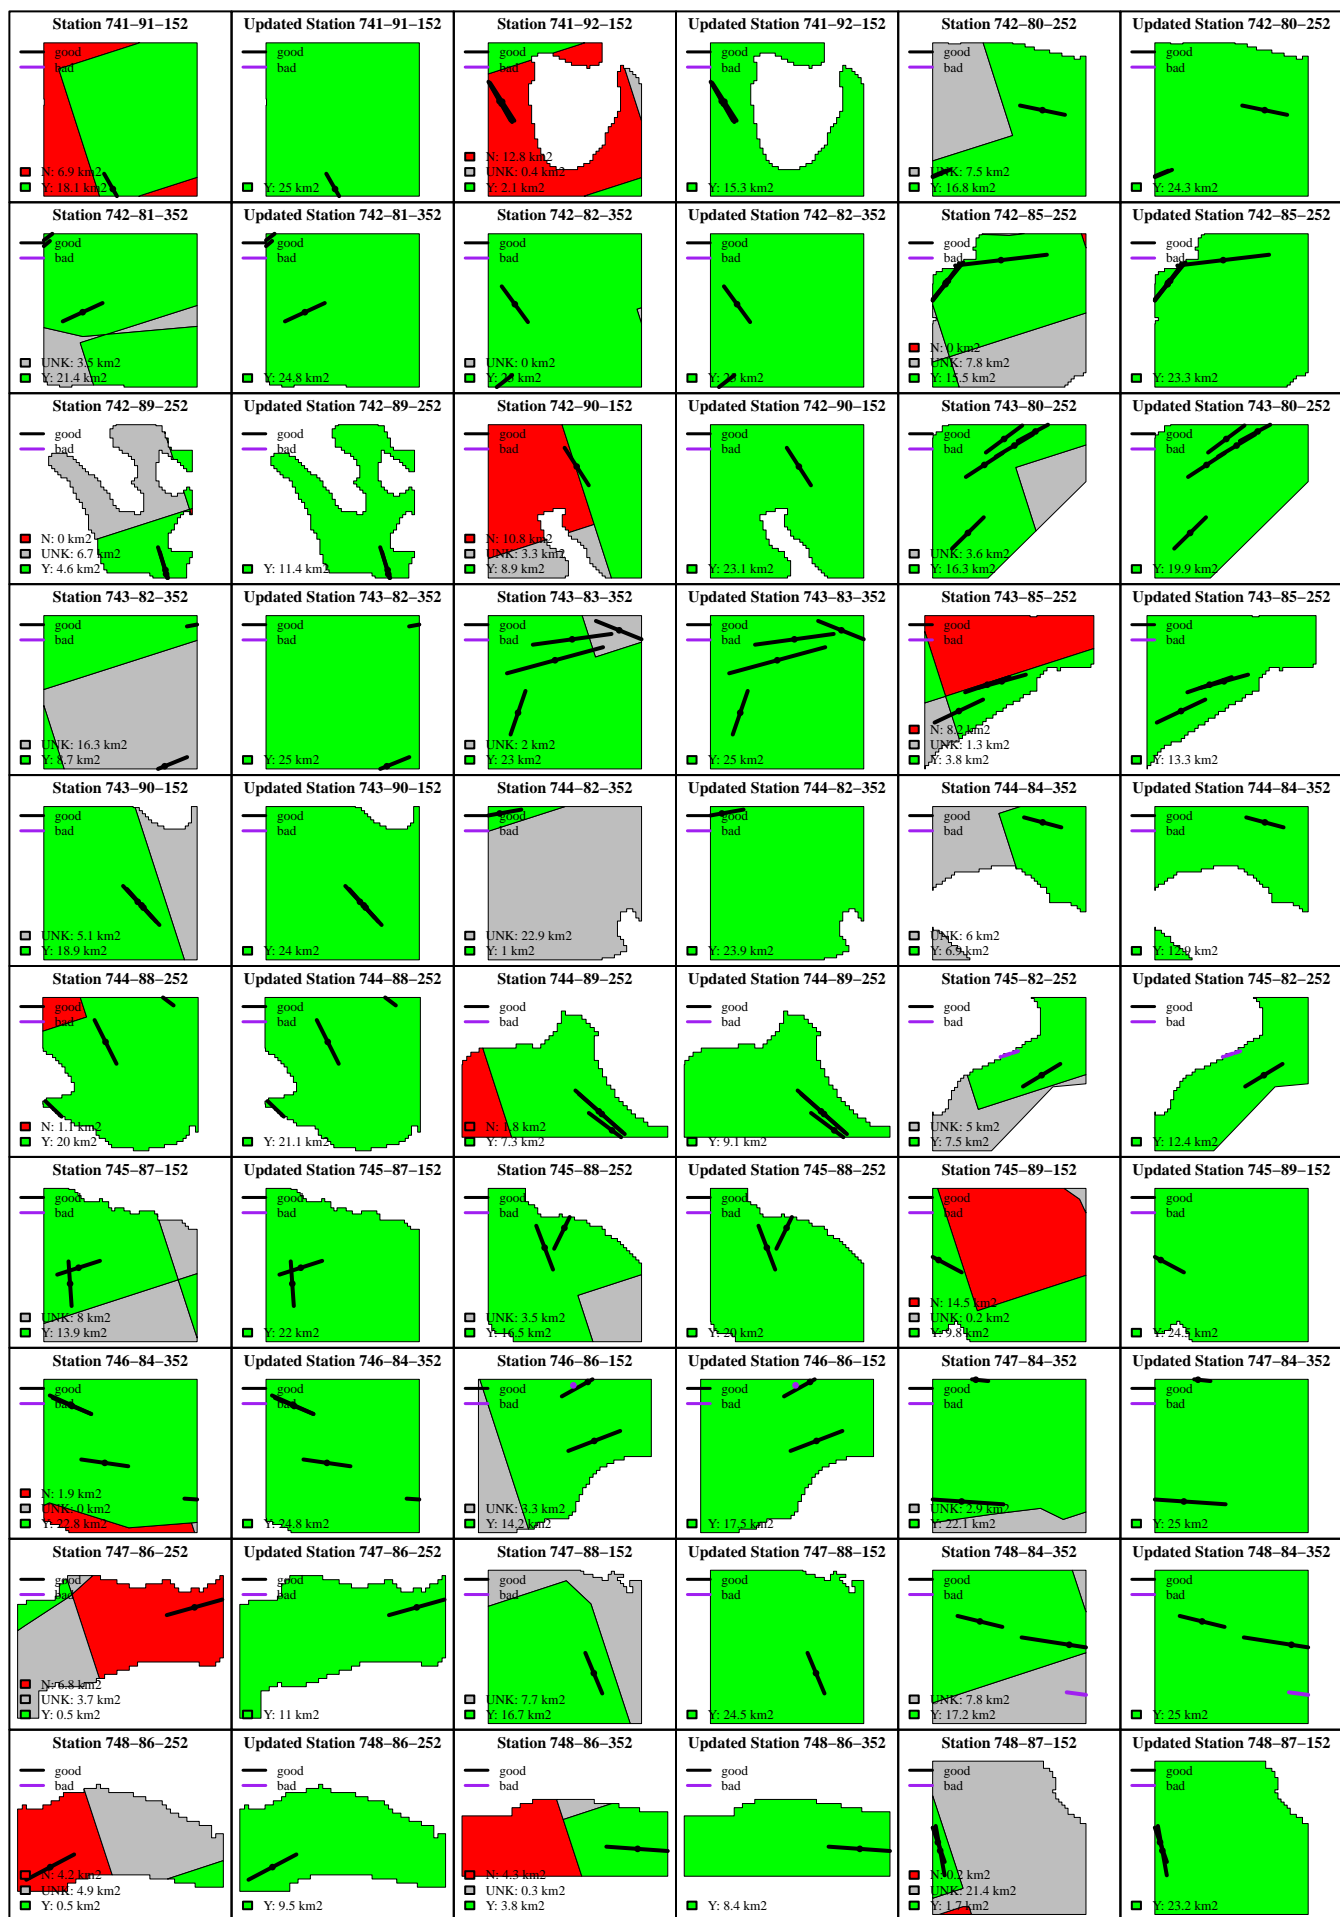 Station 741−91−152
good
bad
N: 6.9 km2
Y: 18.1 km2
Updated Station 741−91−152
good
bad
Y: 25 km2
Station 741−92−152
good
bad
N: 12.8 km2
UNK: 0.4 km2
Y: 2.1 km2
Updated Station 741−92−152
good
bad
Y: 15.3 km2
Station 742−80−252
good
bad
UNK: 7.5 km2
Y: 16.8 km2
Updated Station 742−80−252
good
bad
Y: 24.3 km2
Station 742−81−352
good
bad
UNK: 3.5 km2
Y: 21.4 km2
Updated Station 742−81−352
good
bad
Y: 24.8 km2
Station 742−82−352
good
bad
UNK: 0 km2
Y: 25 km2
Updated Station 742−82−352
good
bad
Y: 25 km2
Station 742−85−252
good
bad
N: 0 km2
UNK: 7.8 km2
Y: 15.5 km2
Updated Station 742−85−252
good
bad
Y: 23.3 km2
Station 742−89−252
good
bad
N: 0 km2
UNK: 6.7 km2
Y: 4.6 km2
Updated Station 742−89−252
good
bad
Y: 11.4 km2
Station 742−90−152
good
bad
N: 10.8 km2
UNK: 3.3 km2
Y: 8.9 km2
Updated Station 742−90−152
good
bad
Y: 23.1 km2
Station 743−80−252
good
bad
UNK: 3.6 km2
Y: 16.3 km2
Updated Station 743−80−252
good
bad
Y: 19.9 km2
Station 743−82−352
good
bad
UNK: 16.3 km2
Y: 8.7 km2
Updated Station 743−82−352
good
bad
Y: 25 km2
Station 743−83−352
good
bad
UNK: 2 km2
Y: 23 km2
Updated Station 743−83−352
good
bad
Y: 25 km2
Station 743−85−252
good
bad
N: 8.2 km2
UNK: 1.3 km2
Y: 3.8 km2
Updated Station 743−85−252
good
bad
Y: 13.3 km2
Station 743−90−152
good
bad
UNK: 5.1 km2
Y: 18.9 km2
Updated Station 743−90−152
good
bad
Y: 24 km2
Station 744−82−352
good
bad
UNK: 22.9 km2
Y: 1 km2
Updated Station 744−82−352
good
bad
Y: 23.9 km2
Station 744−84−352
good
bad
UNK: 6 km2
Y: 6.9 km2
Updated Station 744−84−352
good
bad
Y: 12.9 km2
Station 744−88−252
good
bad
N: 1.1 km2
Y: 20 km2
Updated Station 744−88−252
good
bad
Y: 21.1 km2
Station 744−89−252
good
bad
N: 1.8 km2
Y: 7.3 km2
Updated Station 744−89−252
good
bad
Y: 9.1 km2
Station 745−82−252
good
bad
UNK: 5 km2
Y: 7.5 km2
Updated Station 745−82−252
good
bad
Y: 12.4 km2
Station 745−87−152
good
bad
UNK: 8 km2
Y: 13.9 km2
Updated Station 745−87−152
good
bad
Y: 22 km2
Station 745−88−252
good
bad
UNK: 3.5 km2
Y: 16.5 km2
Updated Station 745−88−252
good
bad
Y: 20 km2
Station 745−89−152
good
bad
N: 14.5 km2
UNK: 0.2 km2
Y: 9.8 km2
Updated Station 745−89−152
good
bad
Y: 24.5 km2
Station 746−84−352
good
bad
N: 1.9 km2
UNK: 0 km2
Y: 22.8 km2
Updated Station 746−84−352
good
bad
Y: 24.8 km2
Station 746−86−152
good
bad
UNK: 3.3 km2
Y: 14.2 km2
Updated Station 746−86−152
good
bad
Y: 17.5 km2
Station 747−84−352
good
bad
UNK: 2.9 km2
Y: 22.1 km2
Updated Station 747−84−352
good
bad
Y: 25 km2
Station 747−86−252
good
bad
N: 6.8 km2
UNK: 3.7 km2
Y: 0.5 km2
Updated Station 747−86−252
good
bad
Y: 11 km2
Station 747−88−152
good
bad
UNK: 7.7 km2
Y: 16.7 km2
Updated Station 747−88−152
good
bad
Y: 24.5 km2
Station 748−84−352
good
bad
UNK: 7.8 km2
Y: 17.2 km2
Updated Station 748−84−352
good
bad
Y: 25 km2
Station 748−86−252
good
bad
N: 4.2 km2
UNK: 4.9 km2
Y: 0.5 km2
Updated Station 748−86−252
good
bad
Y: 9.5 km2
Station 748−86−352
good
bad
N: 4.3 km2
UNK: 0.3 km2
Y: 3.8 km2
Updated Station 748−86−352
good
bad
Y: 8.4 km2
Station 748−87−152
good
bad
N: 0.2 km2
UNK: 21.4 km2
Y: 1.7 km2
Updated Station 748−87−152
good
bad
Y: 23.2 km2